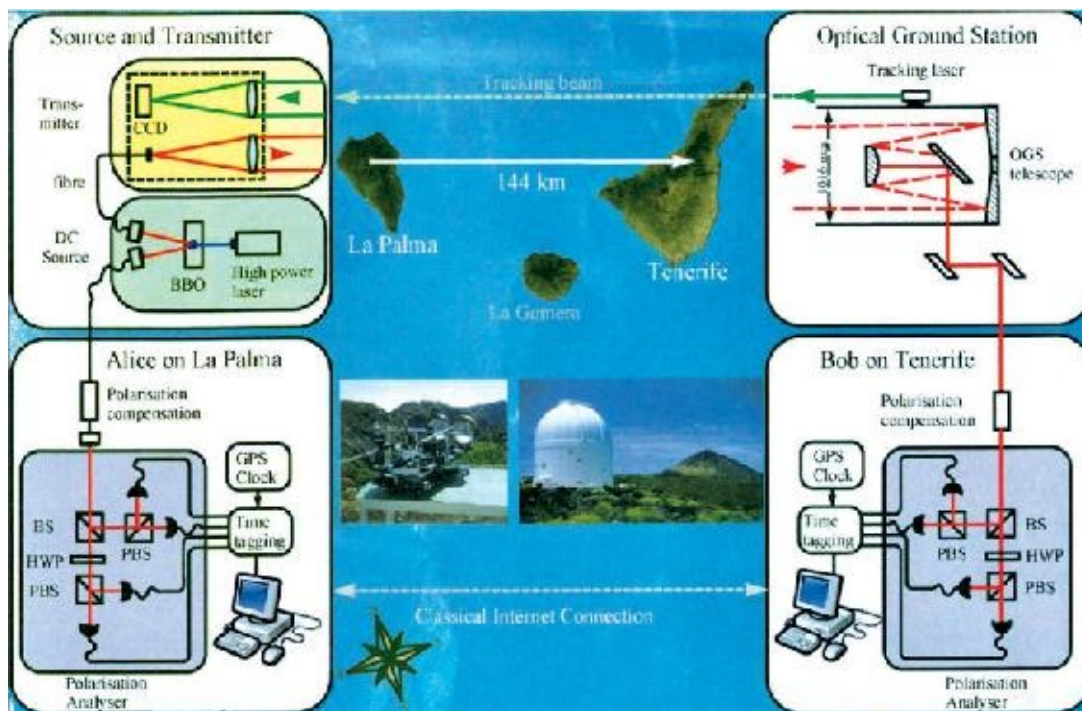 Source and Transmitter
Trans-
mitter
CCD
fibre
DC
Source
BBO
High power
laser
Tracking beam
144 km
La Palma
Tenerife
La Gomera
Optical Ground Station
Tracking laser
OGS
telescope
Alice on La Palma
Polarisation
compensation
GPS
Clock
BS
PBS
Time
tagging
HWP
PBS
Polarisation
Analyser
Classical Internet Connection
Bob on Tenerife
Polarisation
compensation
GPS
Clock
Time
tagging
BS
PBS
HWP
PBS
Polarisation
Analyser